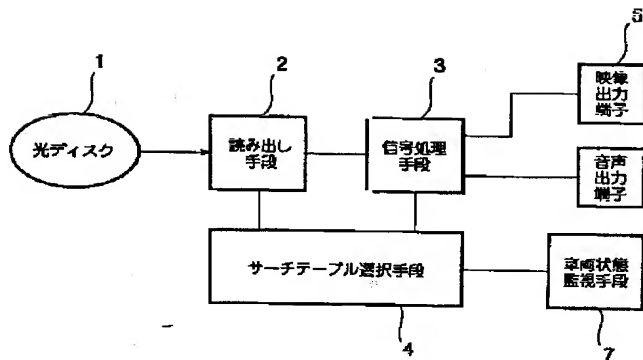 1
2
3
5
光ディスク
読み出し
手段
信号処理
手段
映像
出力
端子
音声
出力
端子
サーチテーブル選択手段
車両状態
監視手段
4
7